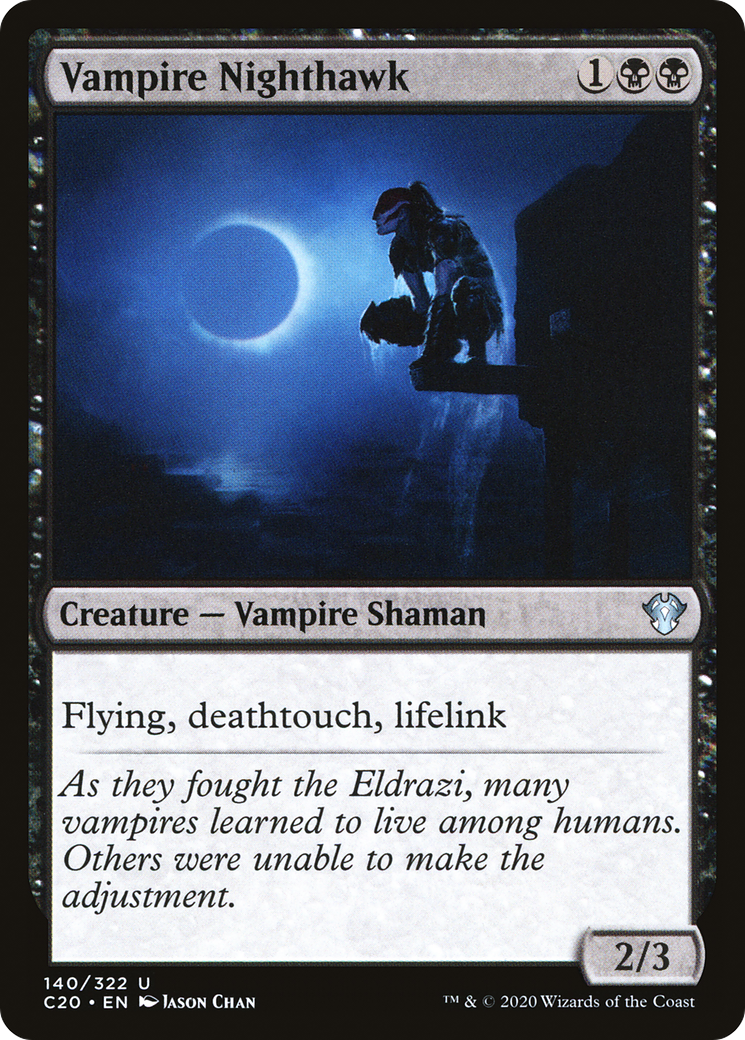 Vampire Nighthawk 1
Creature — Vampire Shaman
Flying, deathtouch, lifelink
As they fought the Eldrazi, many
vampires learned to live among humans.
Others were unable to make the
adjustment.
2/3
140/322 U
C20 • EN Jason Chan
™ & © 2020 Wizards of the Coast